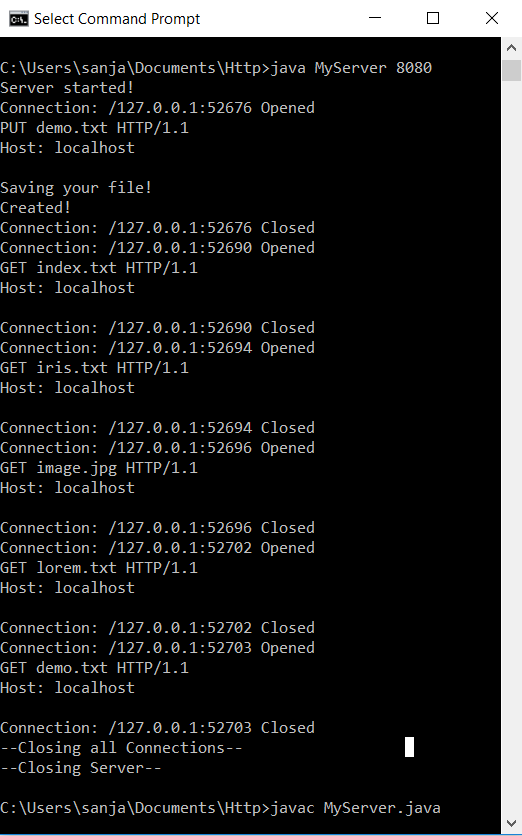 Select Command Prompt
C:\Users\sanja\Documents\Http>java MyServer 8080
Server started!
Connection: /127.0.0.1:52676 Opened
PUT demo.txt HTTP/1.1
Host: localhost
Saving your file!
Created!
Connection: /127.0.0.1:52676 Closed
Connection: /127.0.0.1:52690 Opened
GET index.txt HTTP/1.1
Host: localhost
Connection: /127.0.0.1:52690 Closed
Connection: /127.0.0.1:52694 Opened
GET iris.txt HTTP/1.1
Host: localhost
Connection: /127.0.0.1:52694 Closed
Connection: /127.0.0.1:52696 Opened
GET image.jpg HTTP/1.1
Host: localhost
Connection: /127.0.0.1:52696 Closed
Connection: /127.0.0.1:52702 Opened
GET lorem.txt HTTP/1.1
Host: localhost
Connection: /127.0.0.1:52702 Closed
Connection: /127.0.0.1:52703 Opened
GET demo.txt HTTP/1.1
Host: localhost
Connection: /127.0.0.1:52703 Closed
--Closing all Connections--
--Closing Server--
C:\Users\sanja\Documents\Http>javac MyServer.java